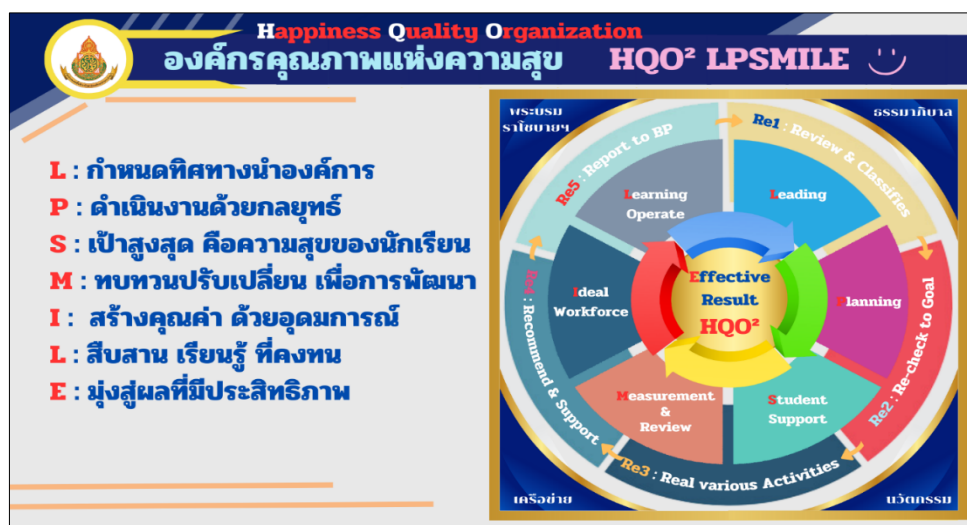 Happiness Quality Organization
องค์กรคุณภาพแห่งความสุข HQO² LPSMILE
L : กำหนดทิศทางนำองค์การ
P : ดำเนินงานด้วยกลยุทธ์
S : เป้าสูงสุด คือความสุขของนักเรียน
M : ทบทวนปรับเปลี่ยน เพื่อการพัฒนา
I : สร้างคุณค่า ด้วยอุดมการณ์
L : สืบสาน เรียนรู้ ที่คงทน
E : มุ่งสู่ผลที่มีประสิทธิภาพ
พระบรม
ราโชบายฯ
ธรรมาภิบาล
Re1 : Review & Classifies
Re2 : Re-check to Goal
Re3 : Real various Activities
Re4 : Recommend & Support
Re5 : Report to BP
Leading
Planning
Student
Support
Measurement
&
Review
Ideal
Workforce
Learning
Operate
Effective
Result
HQO²
เครือข่าย
นวัตกรรม